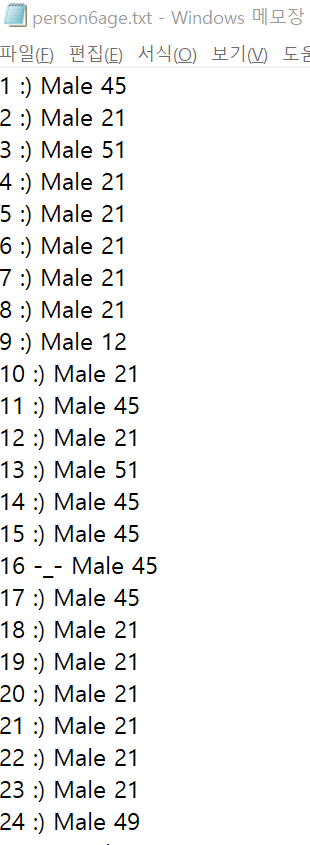 person6age.txt - Windows 메모장
파일(F) 편집(E) 서식(O) 보기(V)
1 :) Male 45
2 :) Male 21
3 :) Male 51
4 :) Male 21
5 :) Male 21
6 :) Male 21
7 :) Male 21
8 :) Male 21
9 :) Male 12
10 :) Male 21
11 :) Male 45
12 :) Male 21
13 :) Male 51
14 :) Male 45
15 :) Male 45
16 -_- Male 45
17 :) Male 45
18 :) Male 21
19 :) Male 21
20 :) Male 21
21 :) Male 21
22 :) Male 21
23 :) Male 21
24 :) Male 49